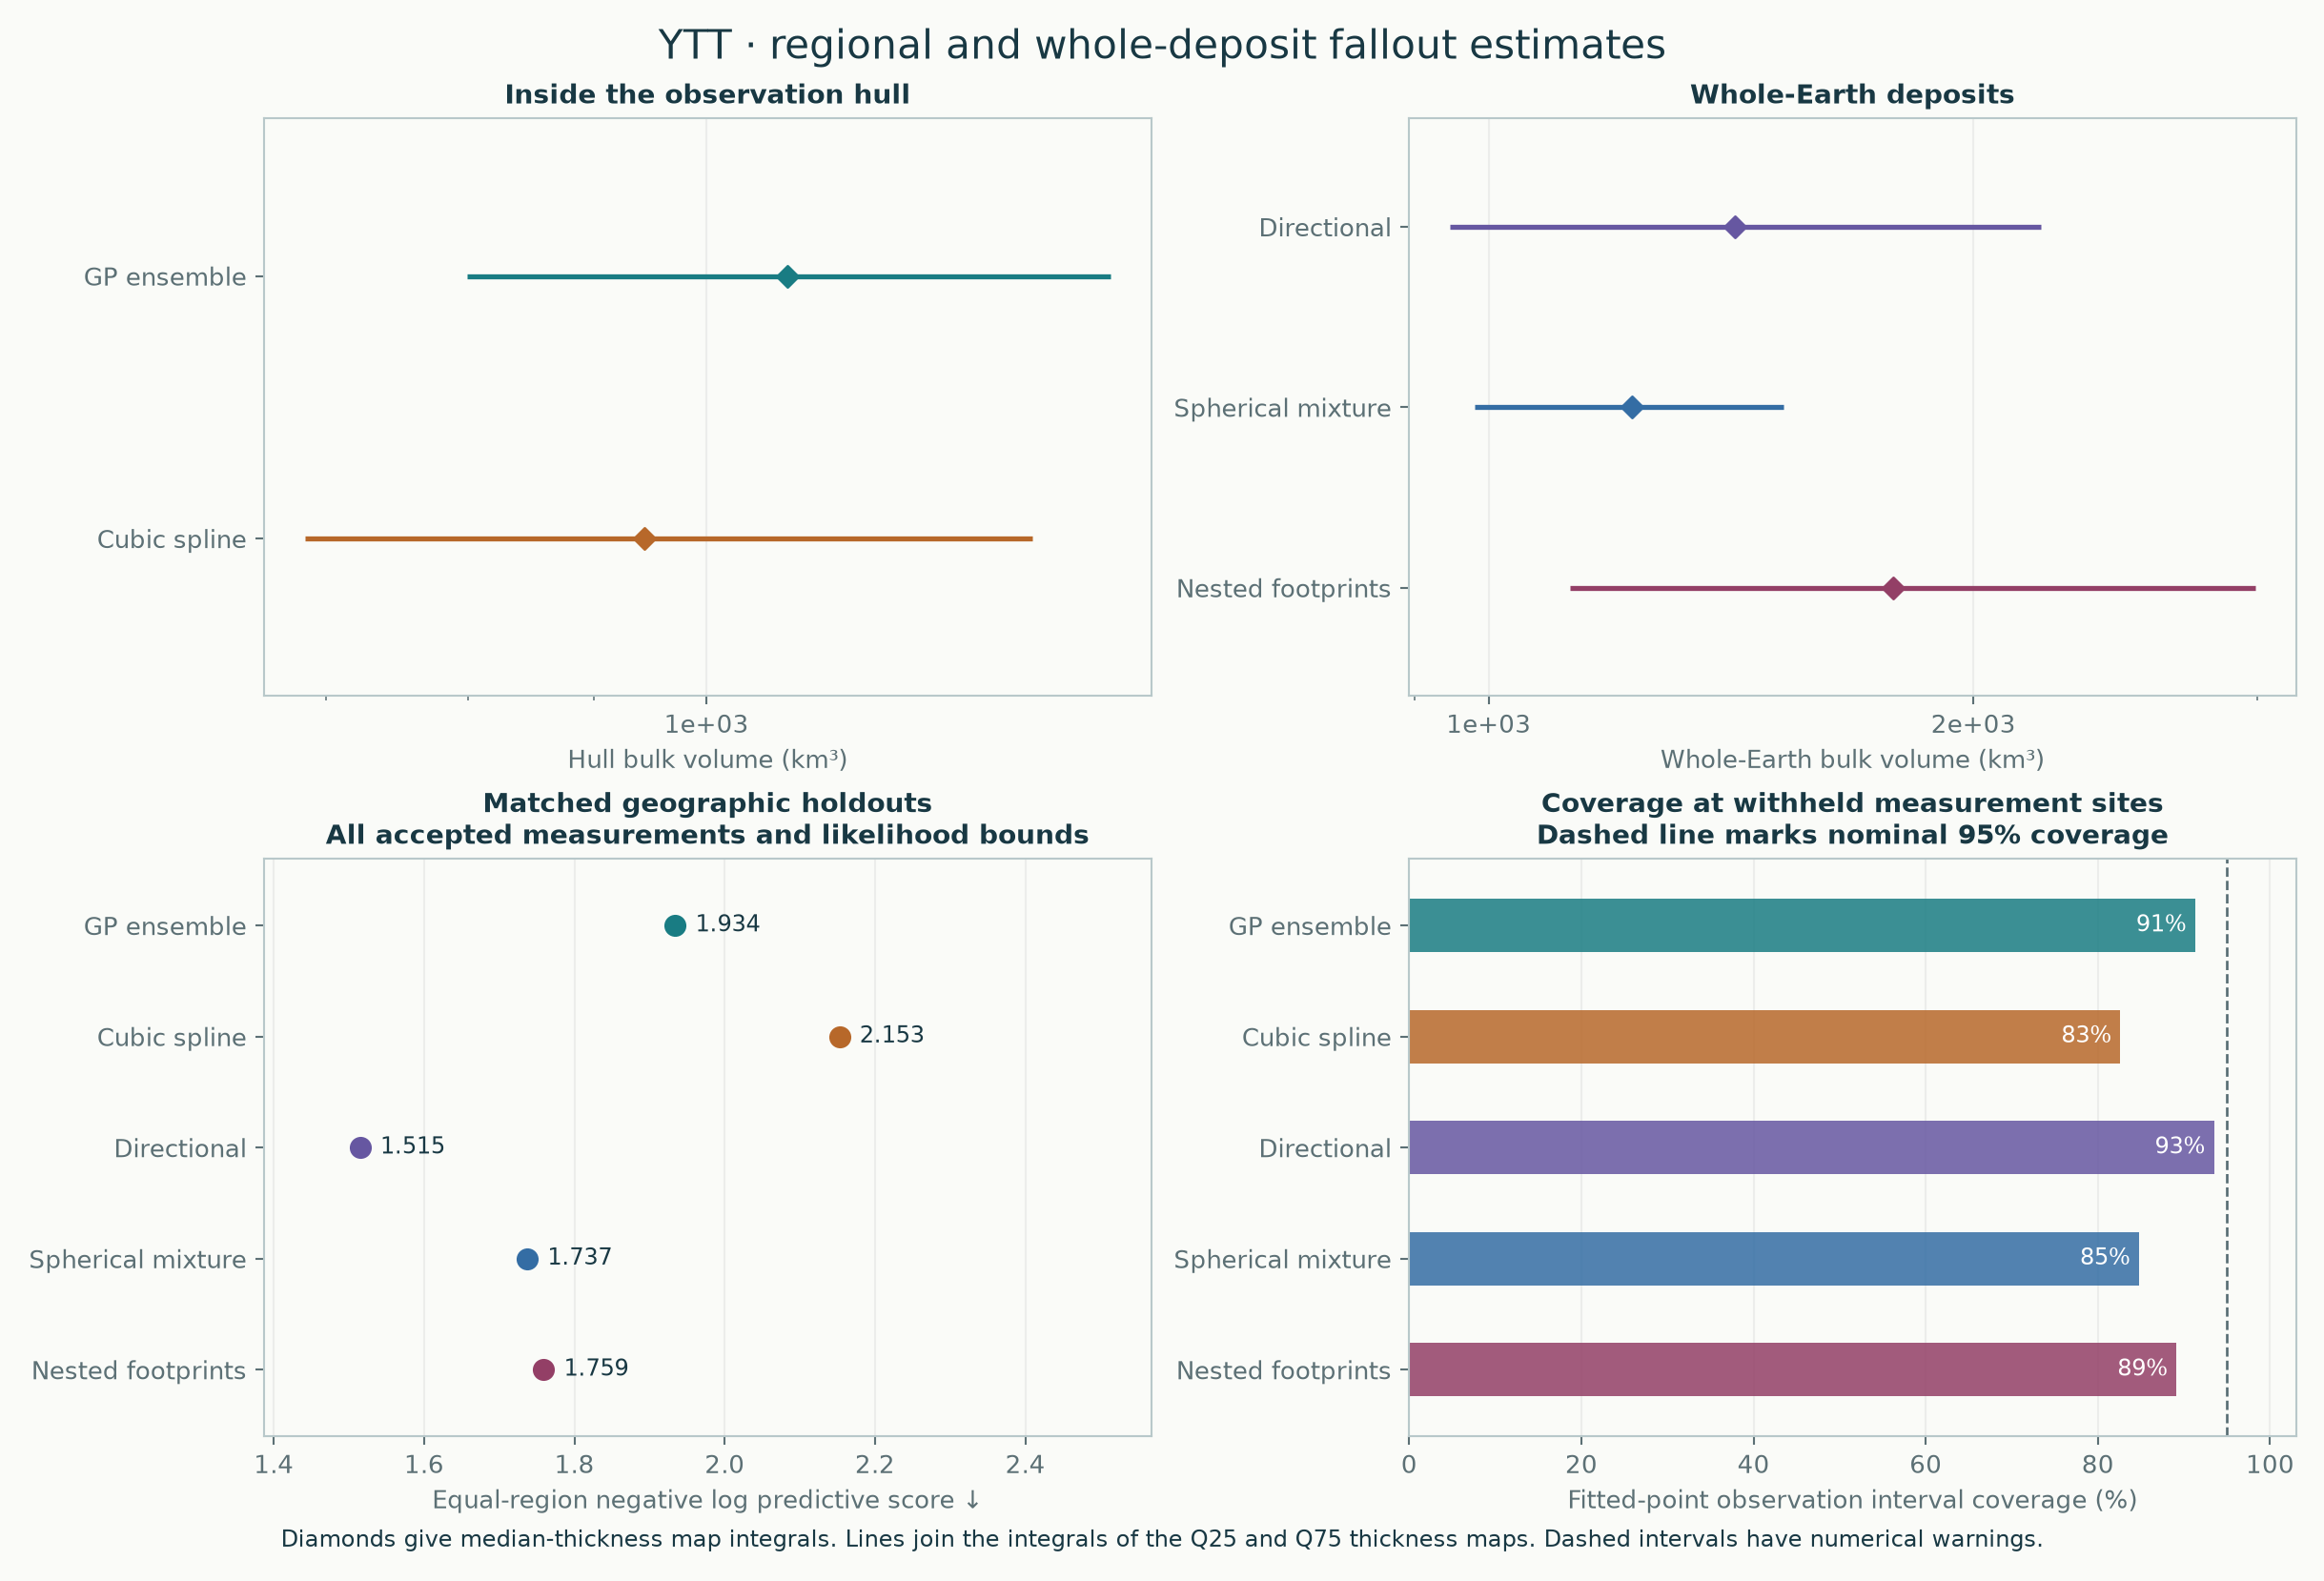 YTT · regional and whole-deposit fallout estimates
Inside the observation hull
GP ensemble
Cubic spline
1e+03
Hull bulk volume (km³)
Whole-Earth deposits
Directional
Spherical mixture
Nested footprints
1e+03
2e+03
Whole-Earth bulk volume (km³)
Matched geographic holdouts
All accepted measurements and likelihood bounds
GP ensemble
1.934
Cubic spline
2.153
Directional
1.515
Spherical mixture
1.737
Nested footprints
1.759
1.4
1.6
1.8
2.0
2.2
2.4
Equal-region negative log predictive score ↓
Coverage at withheld measurement sites
Dashed line marks nominal 95% coverage
GP ensemble
91%
Cubic spline
83%
Directional
93%
Spherical mixture
85%
Nested footprints
89%
0
20
40
60
80
100
Fitted-point observation interval coverage (%)
Diamonds give median-thickness map integrals. Lines join the integrals of the Q25 and Q75 thickness maps. Dashed intervals have numerical warnings.